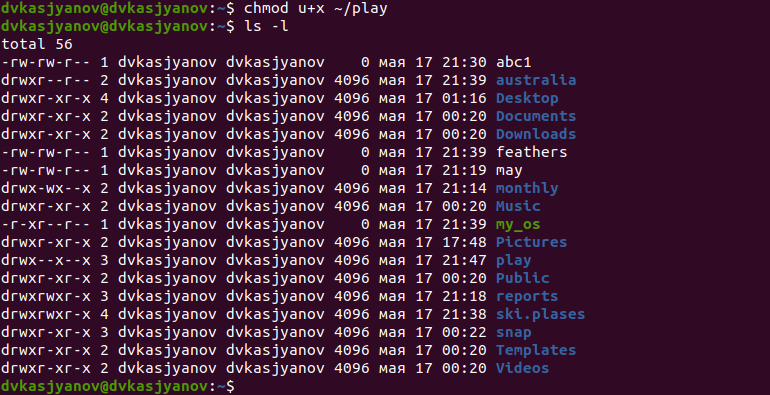 dvkasjyanov@dvkasjyanov:~$ chmod u+x ~/play
dvkasjyanov@dvkasjyanov:~$ ls -l
total 56
-rw-rw-r-- 1 dvkasjyanov dvkasjyanov    0 мая 17 21:30 abc1
drwxr--r-- 2 dvkasjyanov dvkasjyanov 4096 мая 17 21:39 australia
drwxr-xr-x 4 dvkasjyanov dvkasjyanov 4096 мая 17 01:16 Desktop
drwxr-xr-x 2 dvkasjyanov dvkasjyanov 4096 мая 17 00:20 Documents
drwxr-xr-x 2 dvkasjyanov dvkasjyanov 4096 мая 17 00:20 Downloads
-rw-rw-r-- 1 dvkasjyanov dvkasjyanov    0 мая 17 21:39 feathers
-rw-rw-r-- 1 dvkasjyanov dvkasjyanov    0 мая 17 21:19 may
drwx-wx--x 2 dvkasjyanov dvkasjyanov 4096 мая 17 21:14 monthly
drwxr-xr-x 2 dvkasjyanov dvkasjyanov 4096 мая 17 00:20 Music
-r-xr--r-- 1 dvkasjyanov dvkasjyanov    0 мая 17 21:39 my_os
drwxr-xr-x 2 dvkasjyanov dvkasjyanov 4096 мая 17 17:48 Pictures
drwx--x--x 3 dvkasjyanov dvkasjyanov 4096 мая 17 21:47 play
drwxr-xr-x 2 dvkasjyanov dvkasjyanov 4096 мая 17 00:20 Public
drwxrwxr-x 3 dvkasjyanov dvkasjyanov 4096 мая 17 21:18 reports
drwxrwxr-x 4 dvkasjyanov dvkasjyanov 4096 мая 17 21:38 ski.plases
drwxr-xr-x 3 dvkasjyanov dvkasjyanov 4096 мая 17 00:22 snap
drwxr-xr-x 2 dvkasjyanov dvkasjyanov 4096 мая 17 00:20 Templates
drwxr-xr-x 2 dvkasjyanov dvkasjyanov 4096 мая 17 00:20 Videos
dvkasjyanov@dvkasjyanov:~$